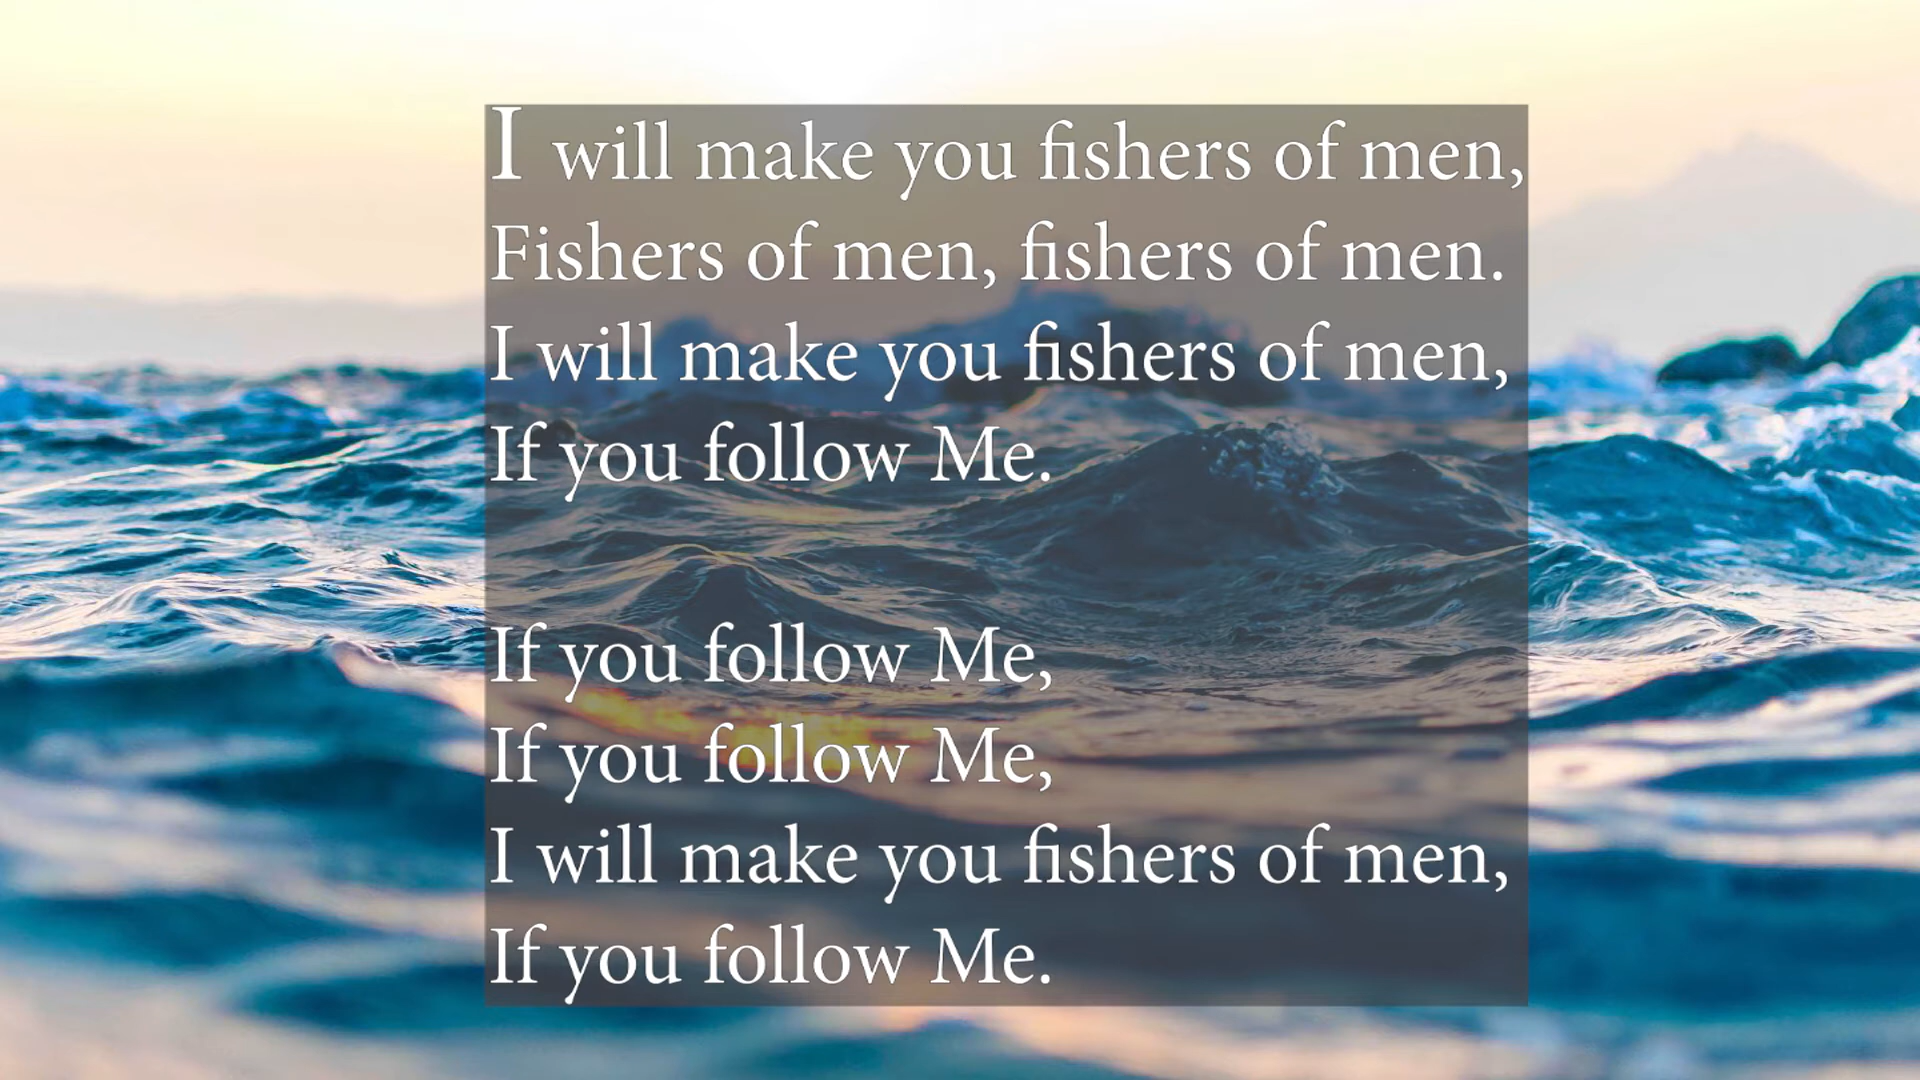 I will make you fishers of men,
Fishers of men, fishers of men.
I will make you fishers of men,
If you follow Me.
If you follow Me,
If you follow Me,
I will make you fishers of men,
If you follow Me.